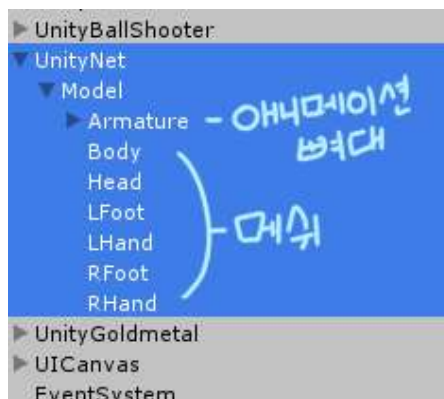 UnityBallShooter
UnityNet
Model
Armature - 애니메이션
뼈대
Body
Head
LFoot
LHand - 메쉬
RFoot
RHand
UnityGoldmetal
UICanvas
EventSystem